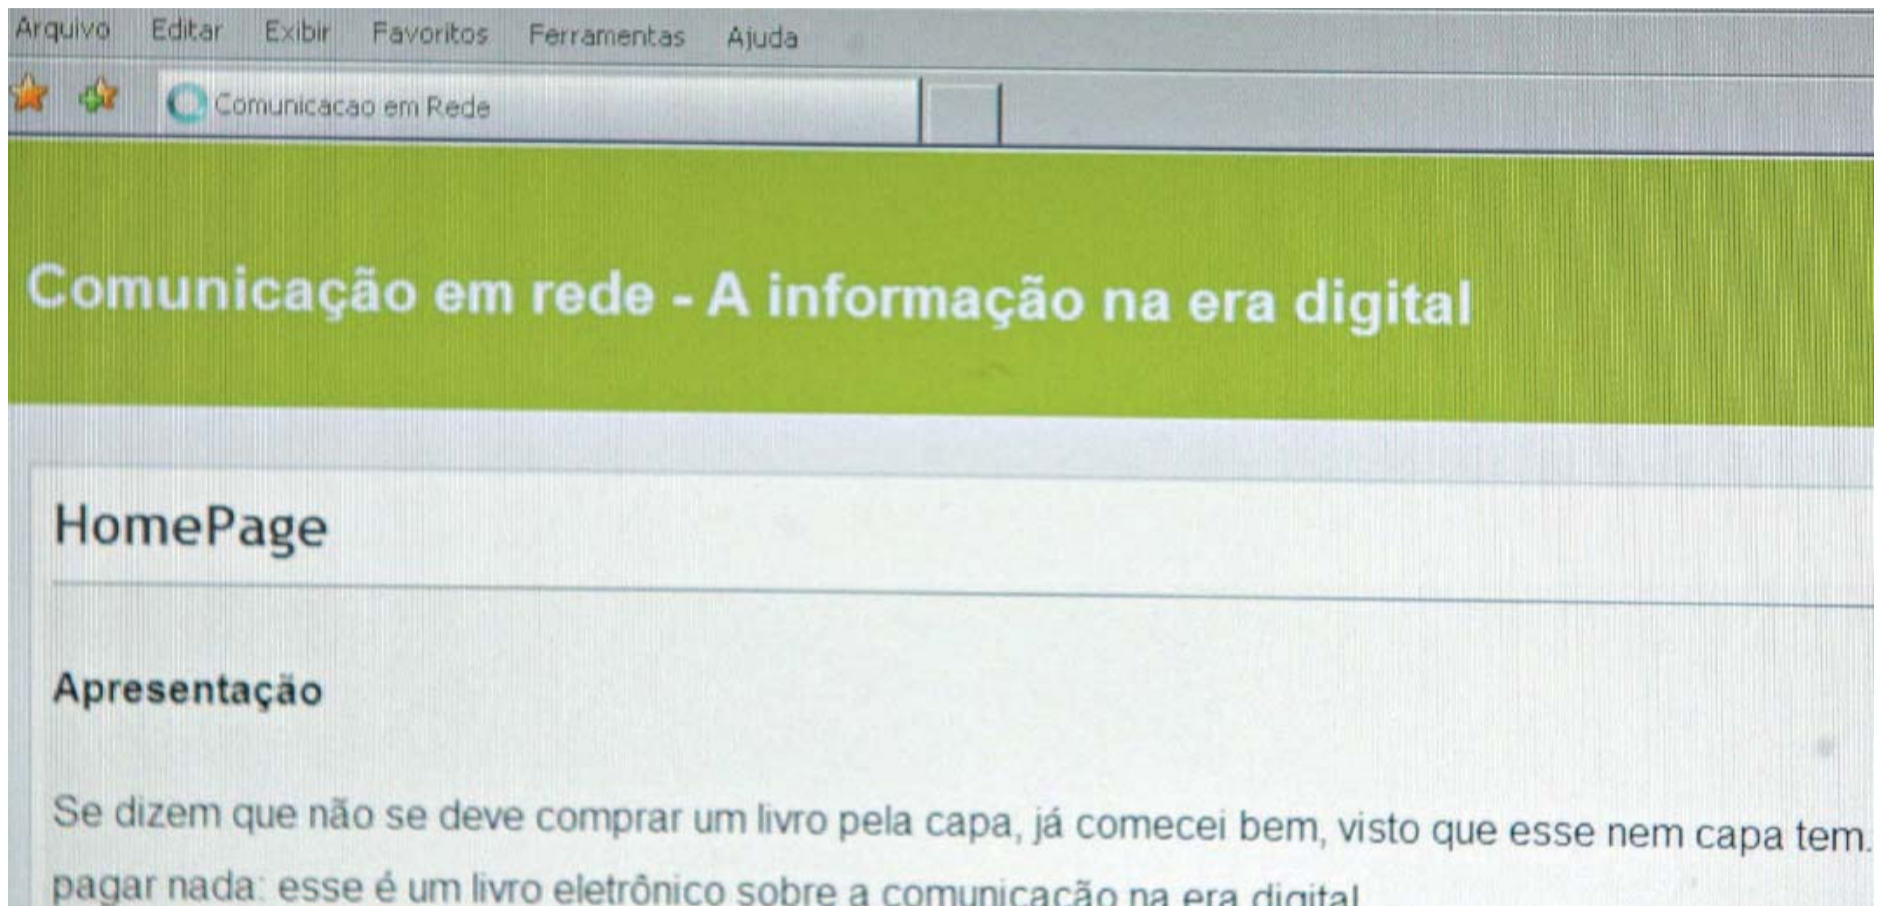 Arquivo Editar Exibir Favoritos Ferramentas Ajuda
Comunicacao em Rede
Comunicação em rede - A informação na era digital
HomePage
Apresentação
Se dizem que não se deve comprar um livro pela capa, já comecei bem, visto que esse nem capa tem.
pagar nada: esse é um livro eletrônico sobre a comunicação na era digital